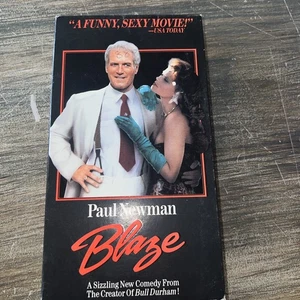 "A FUNNY, SEXY MOVIE!"
—USA TODAY
Paul Newman
Blaze
A Sizzling New Comedy From
The Creator Of Bull Durham!